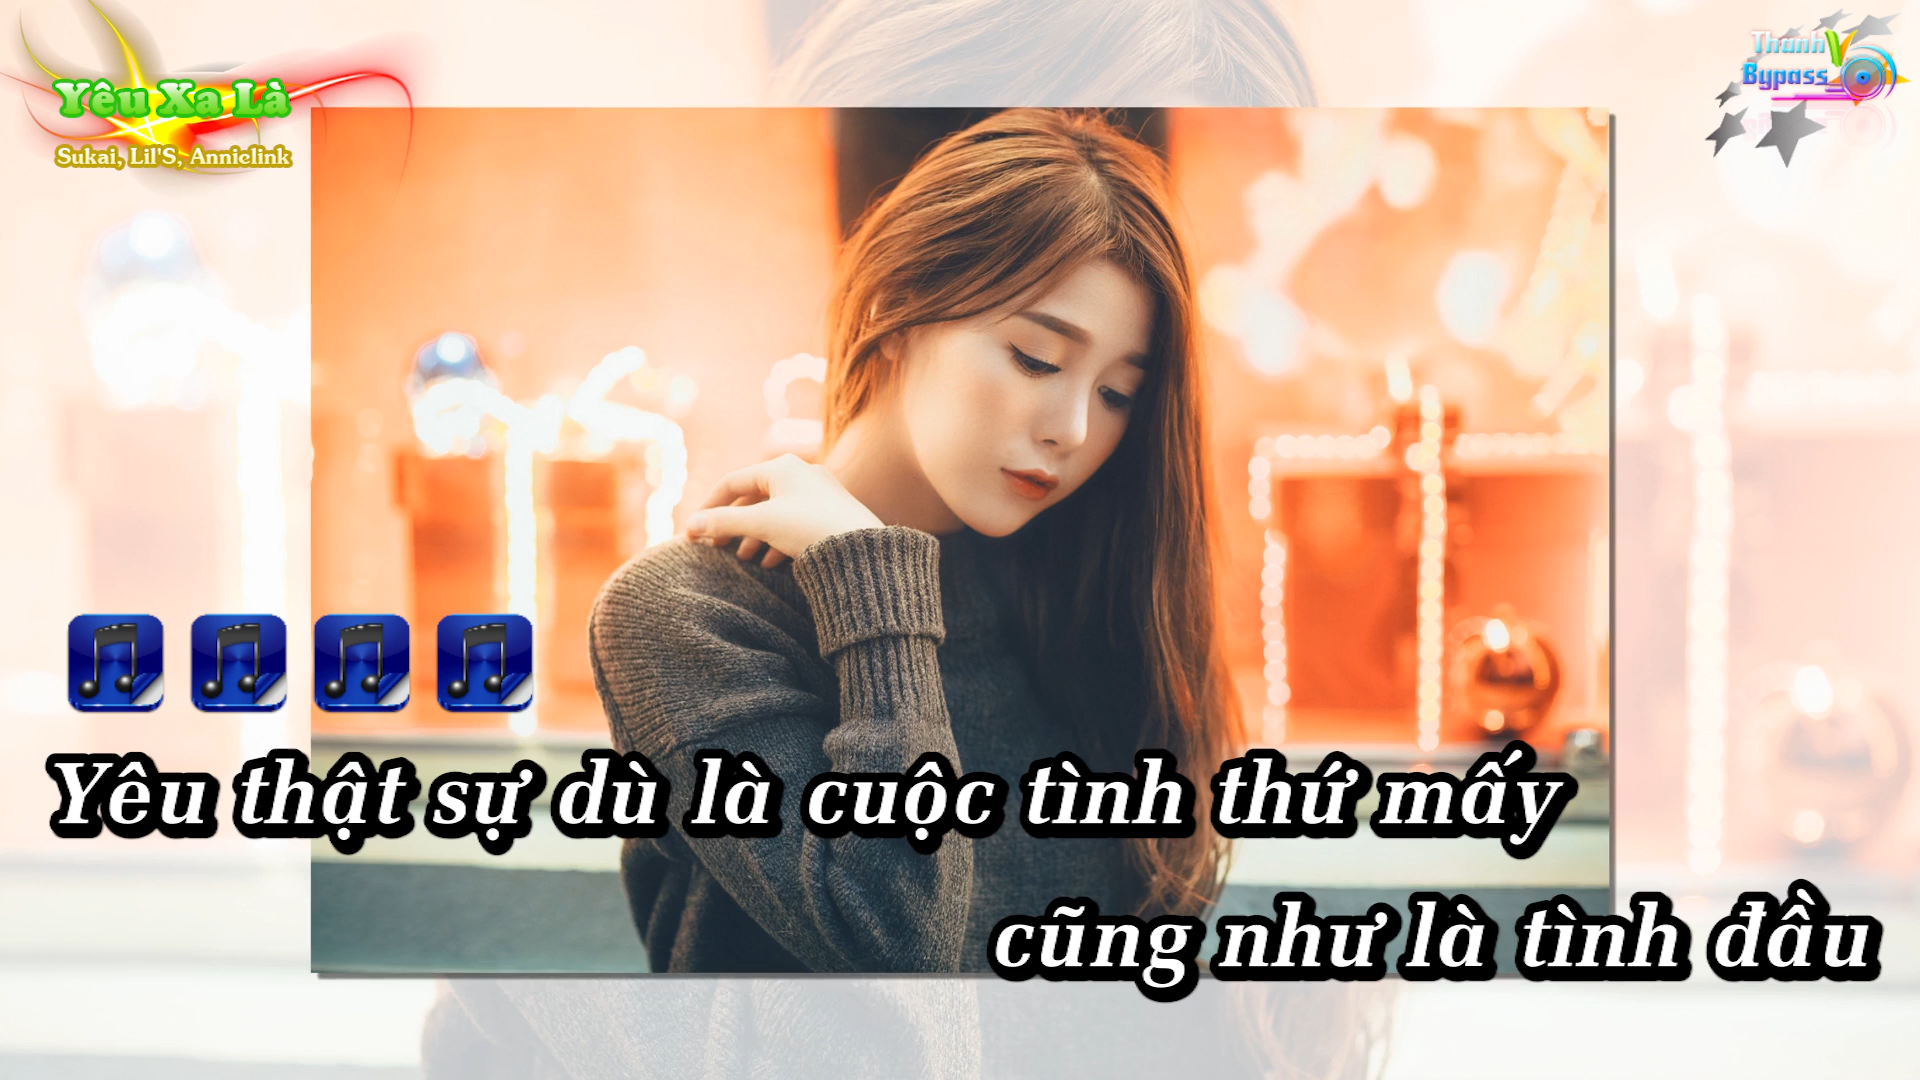 Yêu Xa Là
Sukai, Lil'S, Annielink
Thanh V
Bypass
Yêu thật sự dù là cuộc tình thứ mấy
cũng như là tình đầu